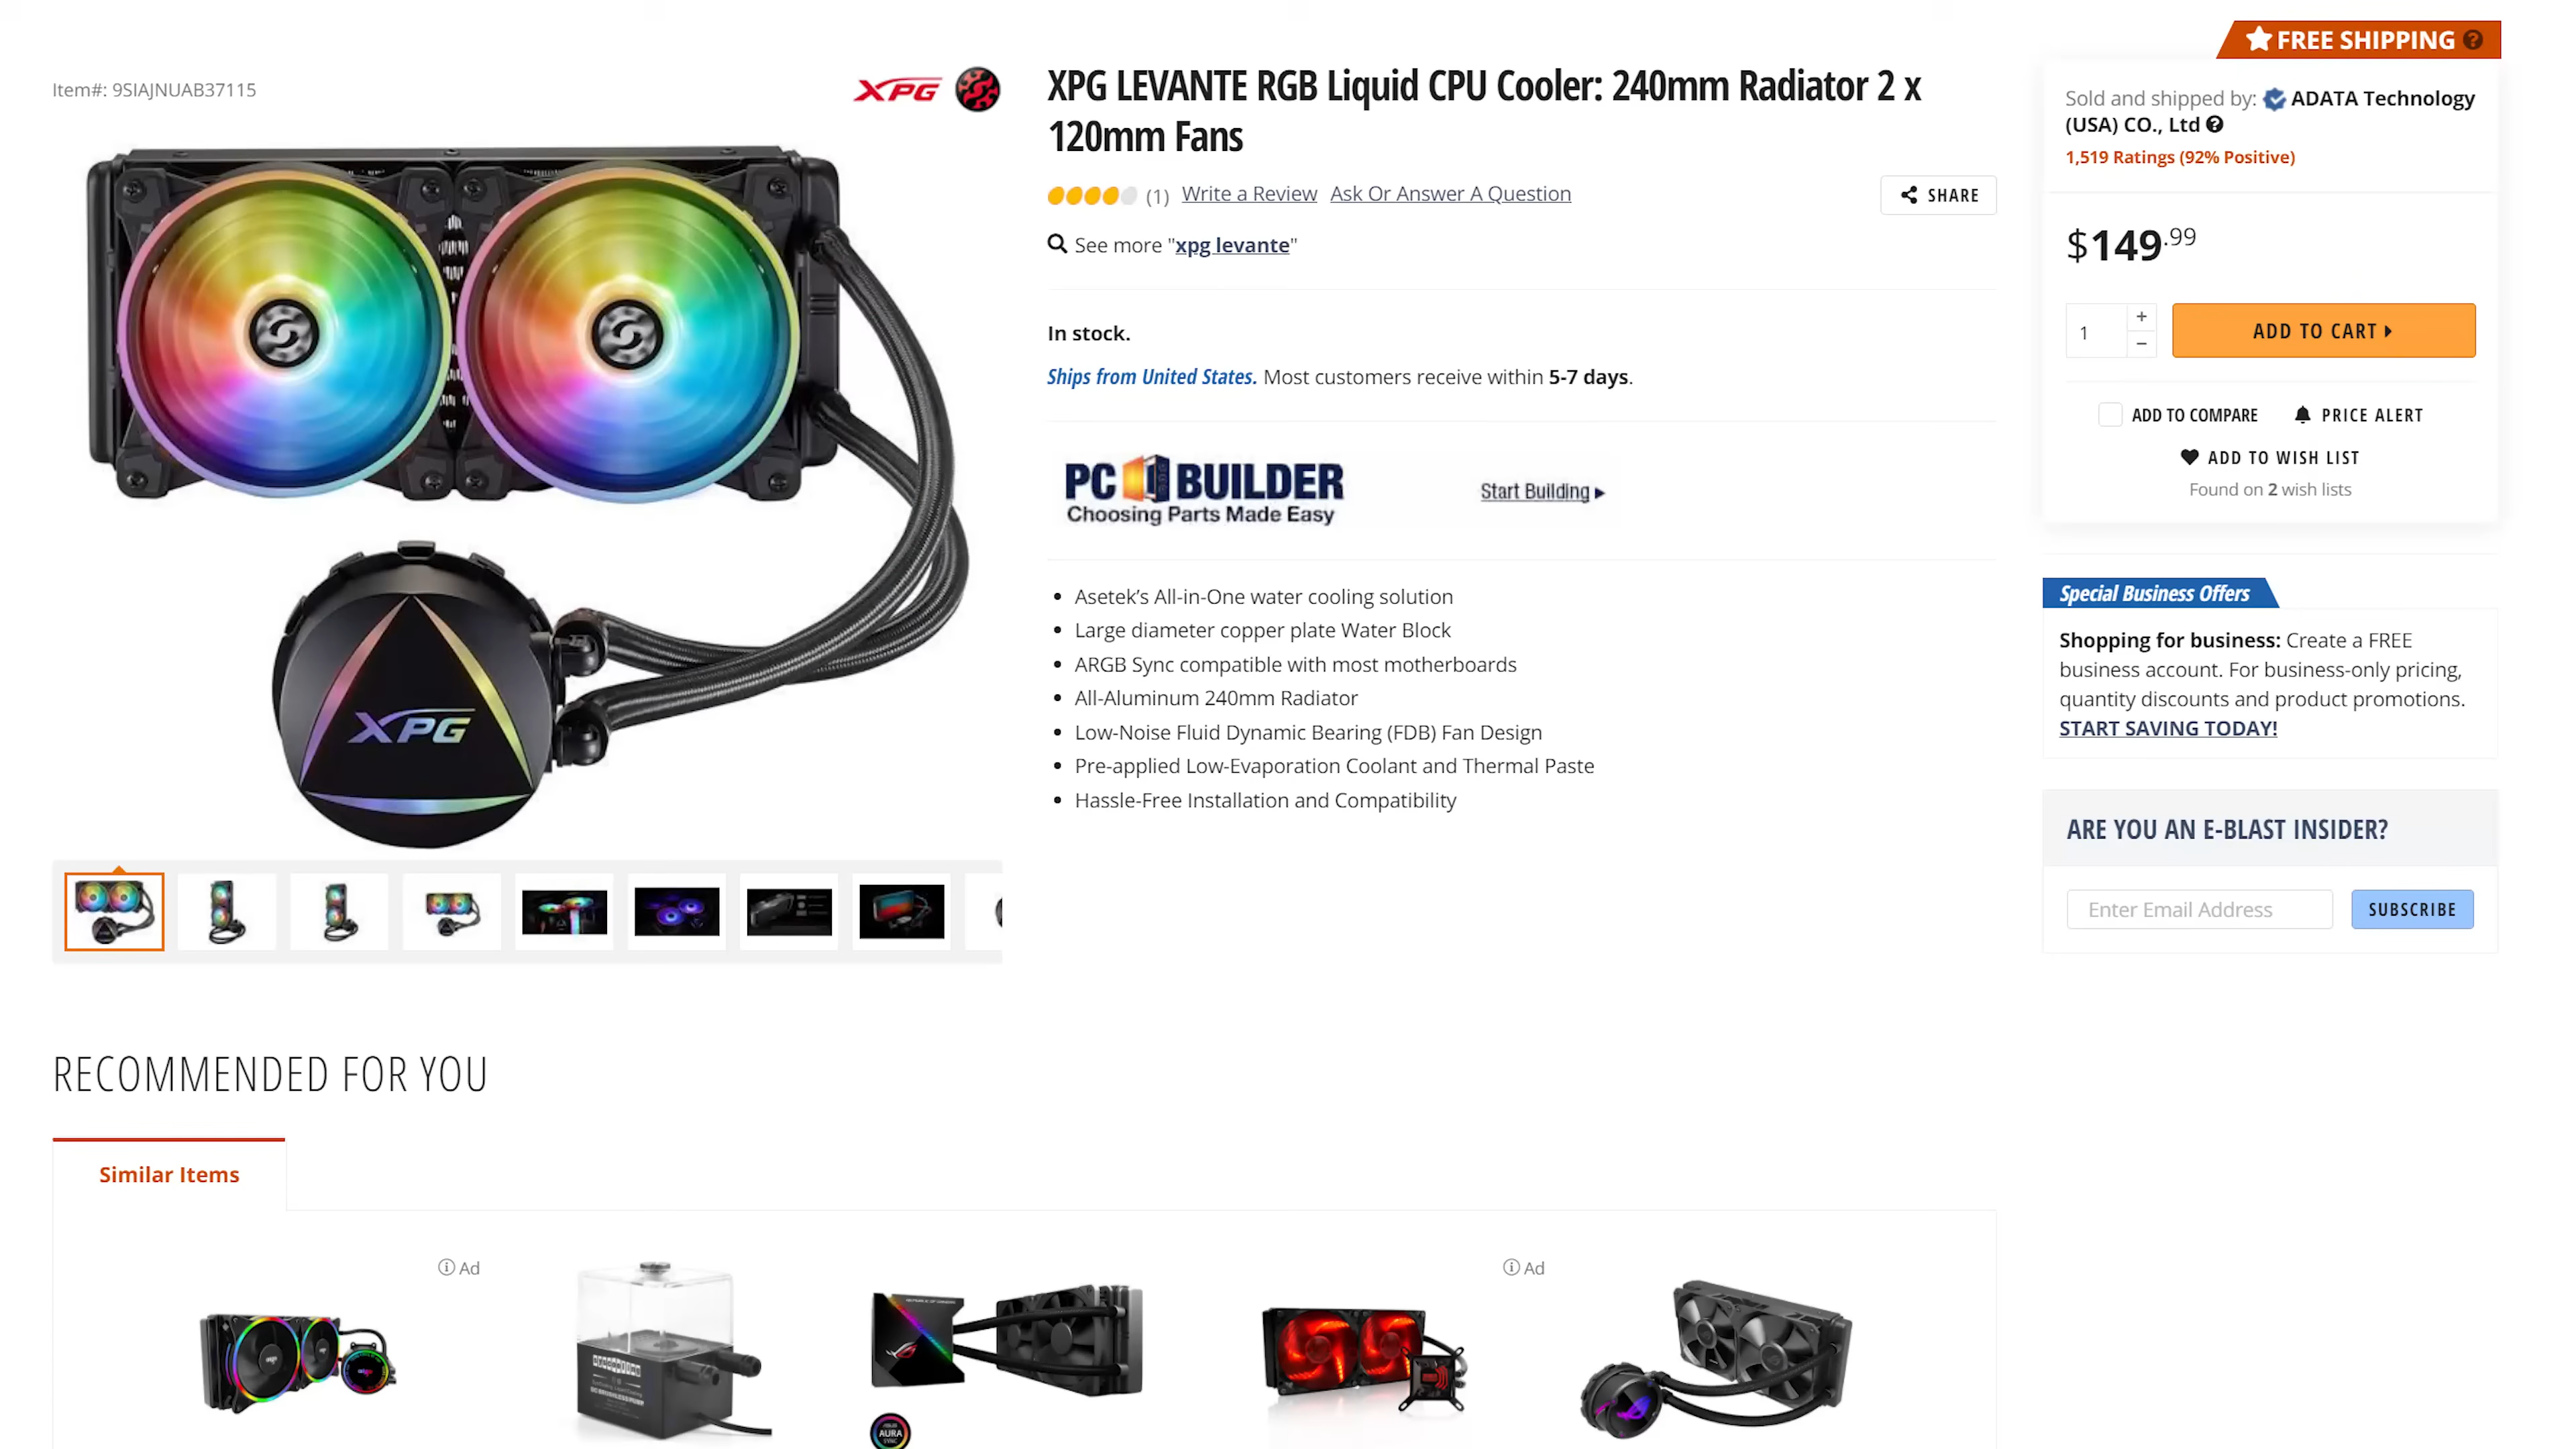 FREE SHIPPING
Item#: 9SIAJNUAB37115
XPG
XPG LEVANTE RGB Liquid CPU Cooler: 240mm Radiator 2 x
120mm Fans
(1) Write a Review Ask Or Answer A Question
SHARE
See more "xpg levante"
In stock.
Ships from United States. Most customers receive within 5-7 days.
PC BUILDER
Choosing Parts Made Easy
Start Building
• Asetek’s All-in-One water cooling solution
• Large diameter copper plate Water Block
• ARGB Sync compatible with most motherboards
• All-Aluminum 240mm Radiator
• Low-Noise Fluid Dynamic Bearing (FDB) Fan Design
• Pre-applied Low-Evaporation Coolant and Thermal Paste
• Hassle-Free Installation and Compatibility
XPG
Sold and shipped by: ADATA Technology
(USA) CO., Ltd
1,519 Ratings (92% Positive)
$149.99
1 + −
ADD TO CART
ADD TO COMPARE PRICE ALERT
ADD TO WISH LIST
Found on 2 wish lists
Special Business Offers
Shopping for business: Create a FREE
business account. For business-only pricing,
quantity discounts and product promotions.
START SAVING TODAY!
ARE YOU AN E-BLAST INSIDER?
Enter Email Address SUBSCRIBE
RECOMMENDED FOR YOU
Similar Items
Ad
Ad
AURA
SYNC